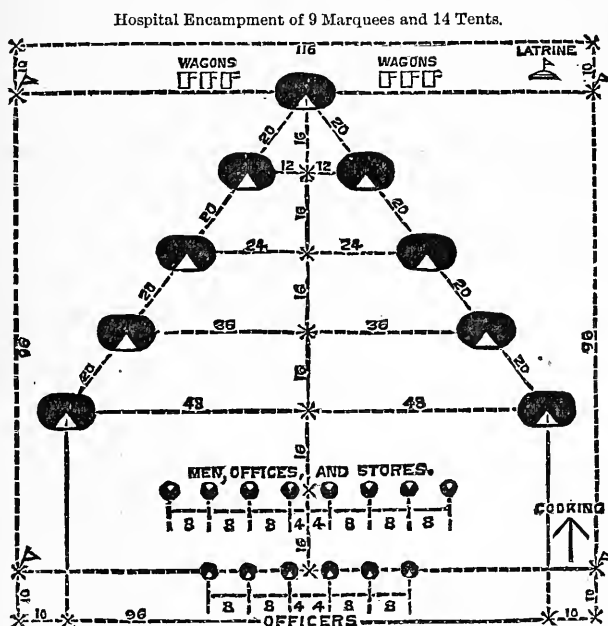 Hospital Encampment of 9 Marquees and 14 Tents.
116
10 WAGONS WAGONS LATRINE 10
20 16 20
12 12
20 16 20
24 24
20 16 20
36 36
96 96
20 16 20
48 48
16
MEN, OFFICES, AND STORES.
8 8 8 4 4 8 8 8
COOKING
16
10 8 8 4 4 8 8 10
10 96 OFFICERS 10